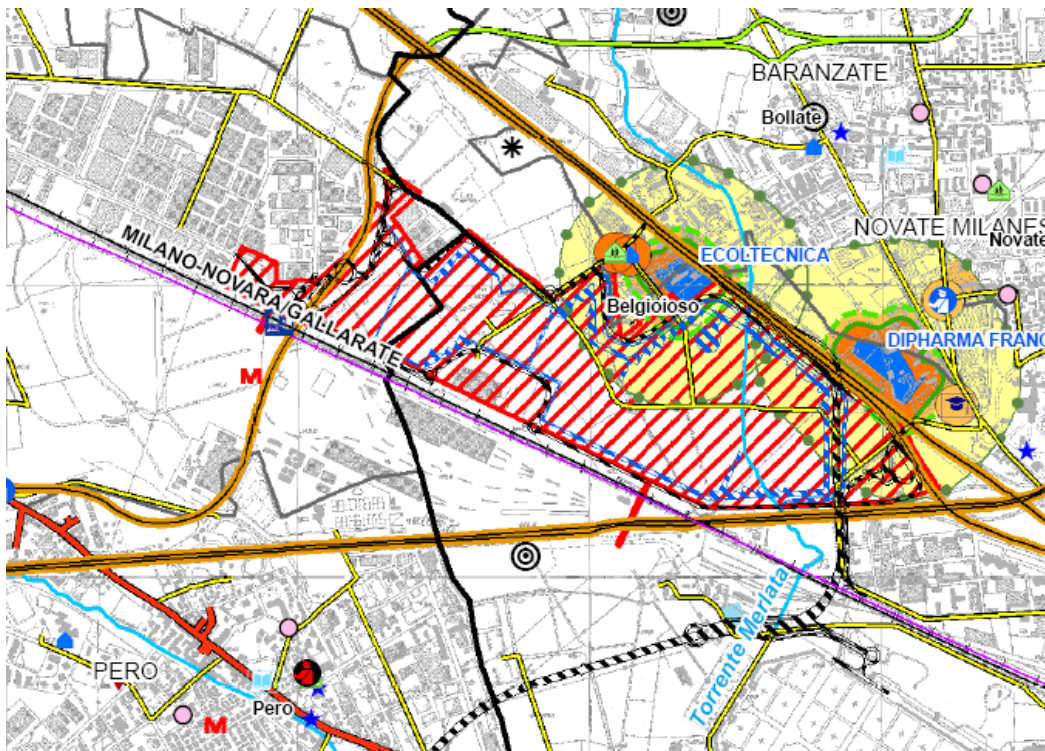 BARANZATE
Bollate
NOVATE MILANES
Novate
ECOLTECNICA
MILANO-NOVARA/GALLARATE
Belgioioso
DIPHARMA FRANC
M
Torrente Merlata
PERO
Pero
M